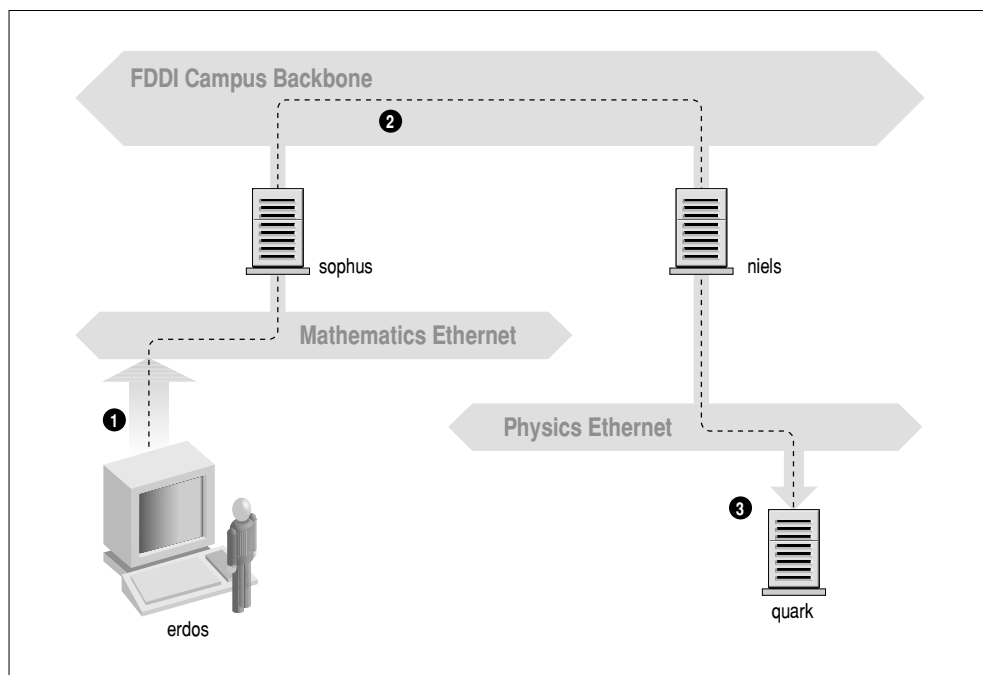 FDDI Campus Backbone
2
sophus
niels
Mathematics Ethernet
1
Physics Ethernet
3
erdos
quark